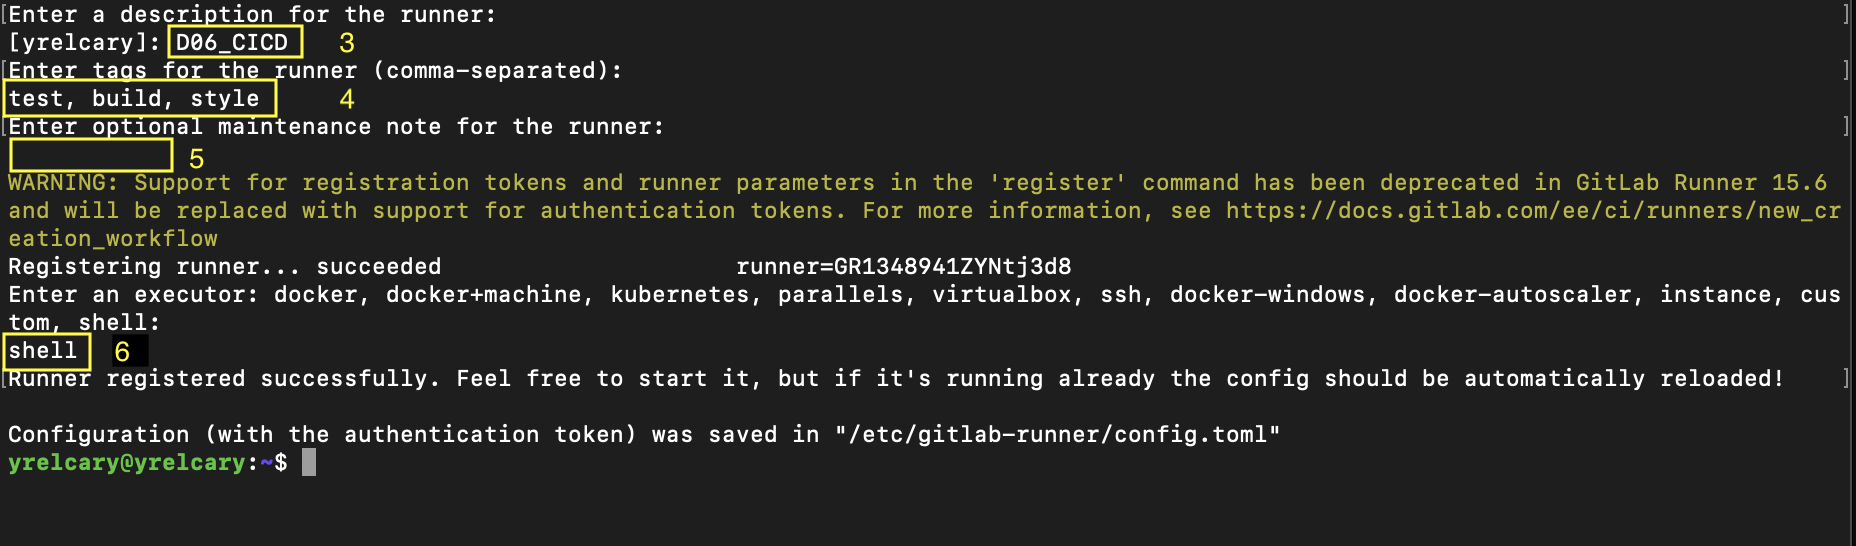 [Enter a description for the runner: ]
[yrelcary]: D06_CICD 3
[Enter tags for the runner (comma-separated): ]
test, build, style 4
[Enter optional maintenance note for the runner: ]
5
WARNING: Support for registration tokens and runner parameters in the 'register' command has been deprecated in GitLab Runner 15.6
and will be replaced with support for authentication tokens. For more information, see https://docs.gitlab.com/ee/ci/runners/new_cr
eation_workflow
Registering runner... succeeded runner=GR1348941ZYNtj3d8
Enter an executor: docker, docker+machine, kubernetes, parallels, virtualbox, ssh, docker-windows, docker-autoscaler, instance, cus
tom, shell:
shell 6
[Runner registered successfully. Feel free to start it, but if it's running already the config should be automatically reloaded! ]
Configuration (with the authentication token) was saved in "/etc/gitlab-runner/config.toml"
yrelcary@yrelcary:~$